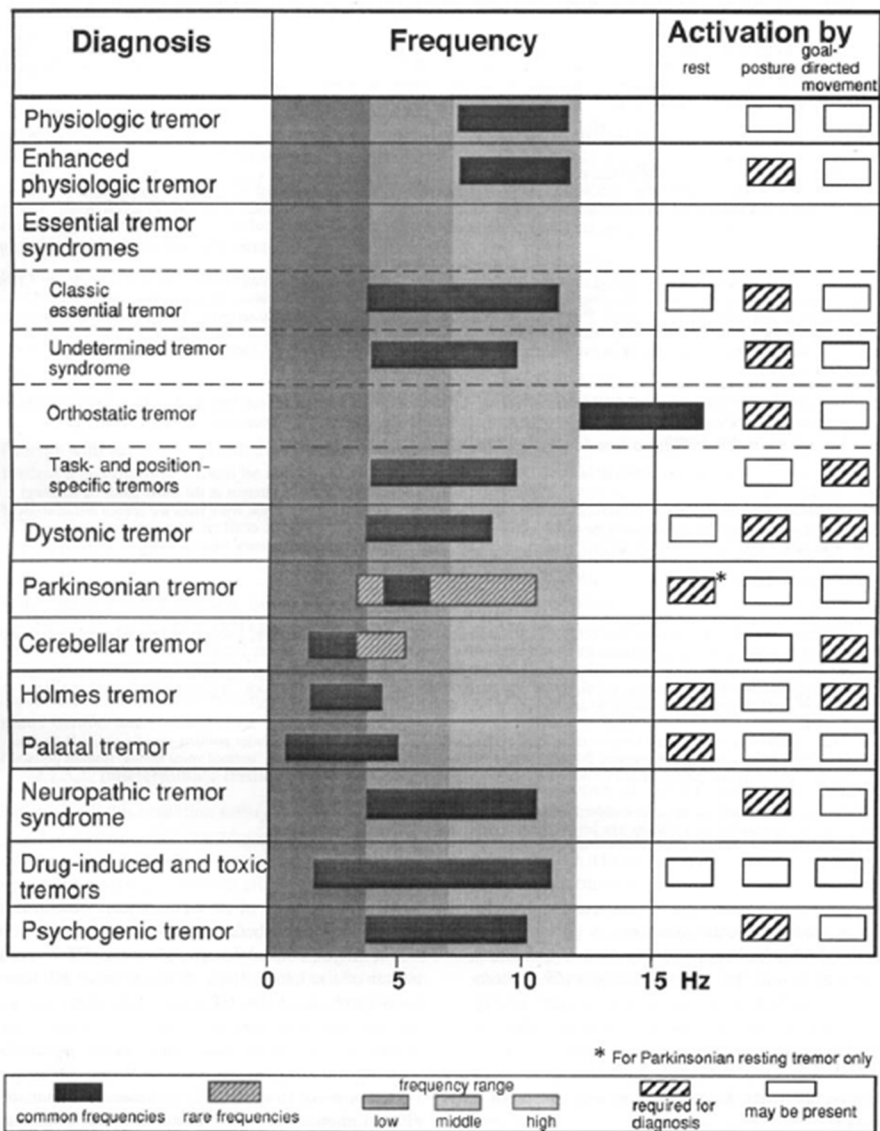 Diagnosis
Frequency
Activation by
rest
posture
goal-
directed
movement
Physiologic tremor
Enhanced
physiologic tremor
Essential tremor
syndromes
Classic
essential tremor
Undetermined tremor
syndrome
Orthostatic tremor
Task- and position-
specific tremors
Dystonic tremor
Parkinsonian tremor
*
Cerebellar tremor
Holmes tremor
Palatal tremor
Neuropathic tremor
syndrome
Drug-induced and toxic
tremors
Psychogenic tremor
0 5 10 15 Hz
* For Parkinsonian resting tremor only
common frequencies
rare frequencies
frequency range
low middle high
required for
diagnosis
may be present